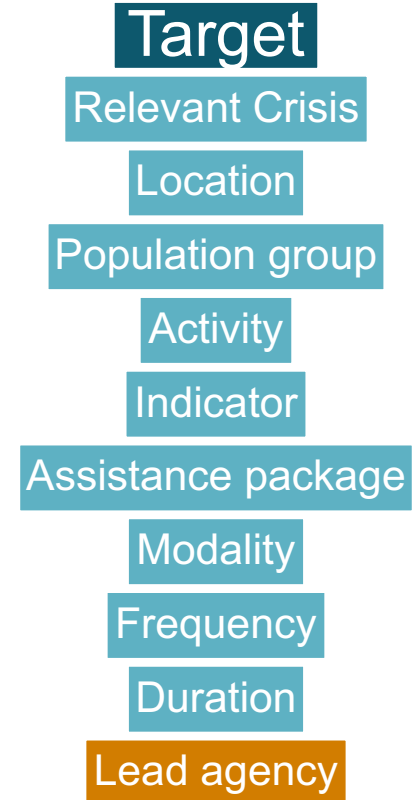 Target
Relevant Crisis
Location
Population group
Activity
Indicator
Assistance package
Modality
Frequency
Duration
Lead agency